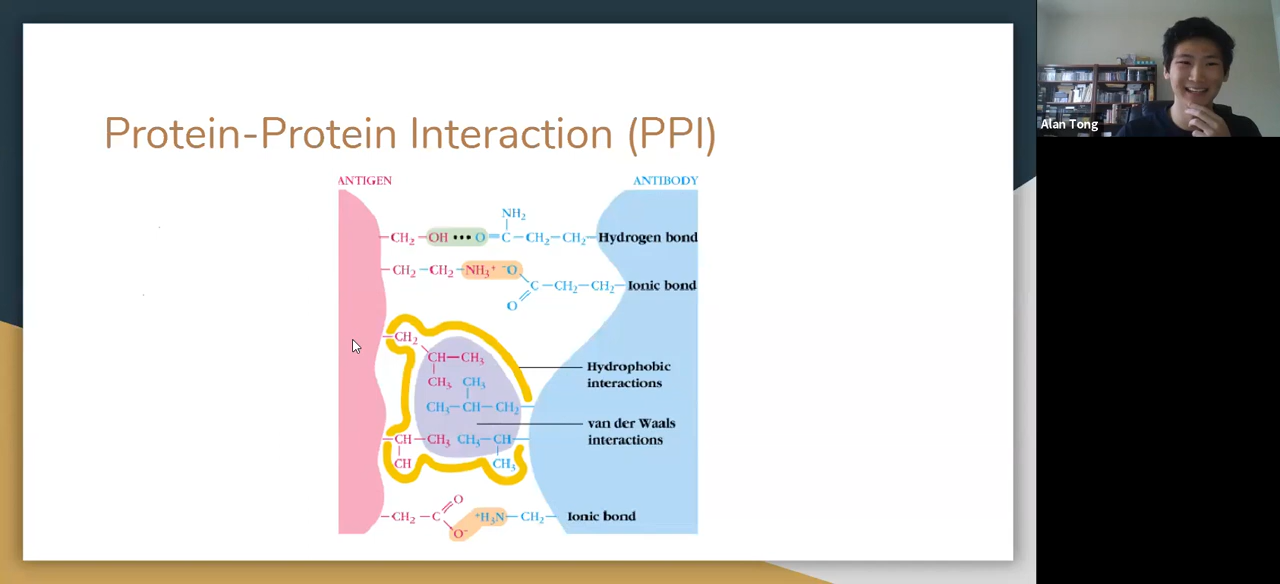 Protein-Protein Interaction (PPI)
Alan Tong
ANTIGEN
ANTIBODY
NH₂
CH₂ OH ••• O=C-CH₂-CH₂-Hydrogen bond
CH₂-CH₂-NH₃⁺ ⁻O
C-CH₂-CH₂-Ionic bond
O
CH₂
CH-CH₃
Hydrophobic
interactions
CH₃ CH₃
CH₃-CH-CH₂
van der Waals
interactions
CH-CH₃ CH₃-CH
CH CH₃
O
CH₂-C ⁺H₃N-CH₂ Ionic bond
O⁻